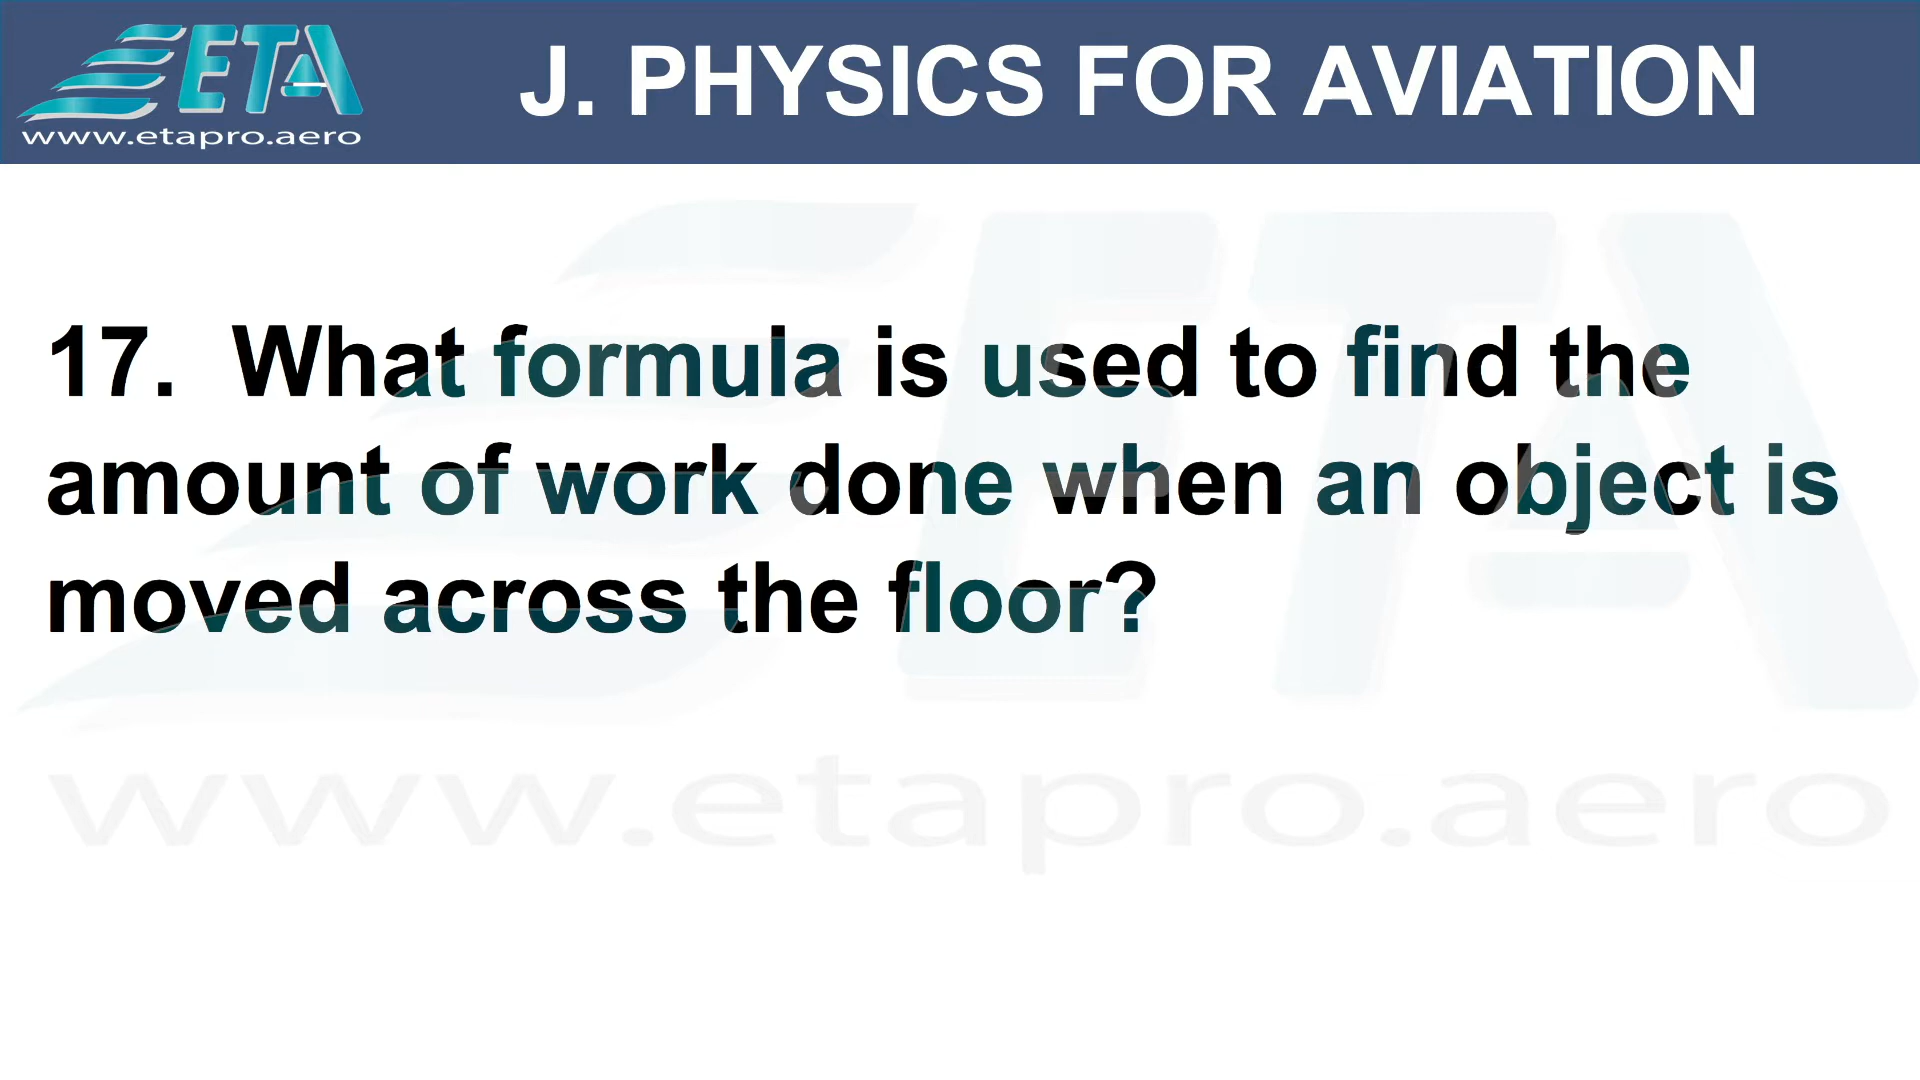 ETA
www.etapro.aero
J. PHYSICS FOR AVIATION
17. What formula is used to find the
amount of work done when an object is
moved across the floor?
ETA
www.etapro.aero